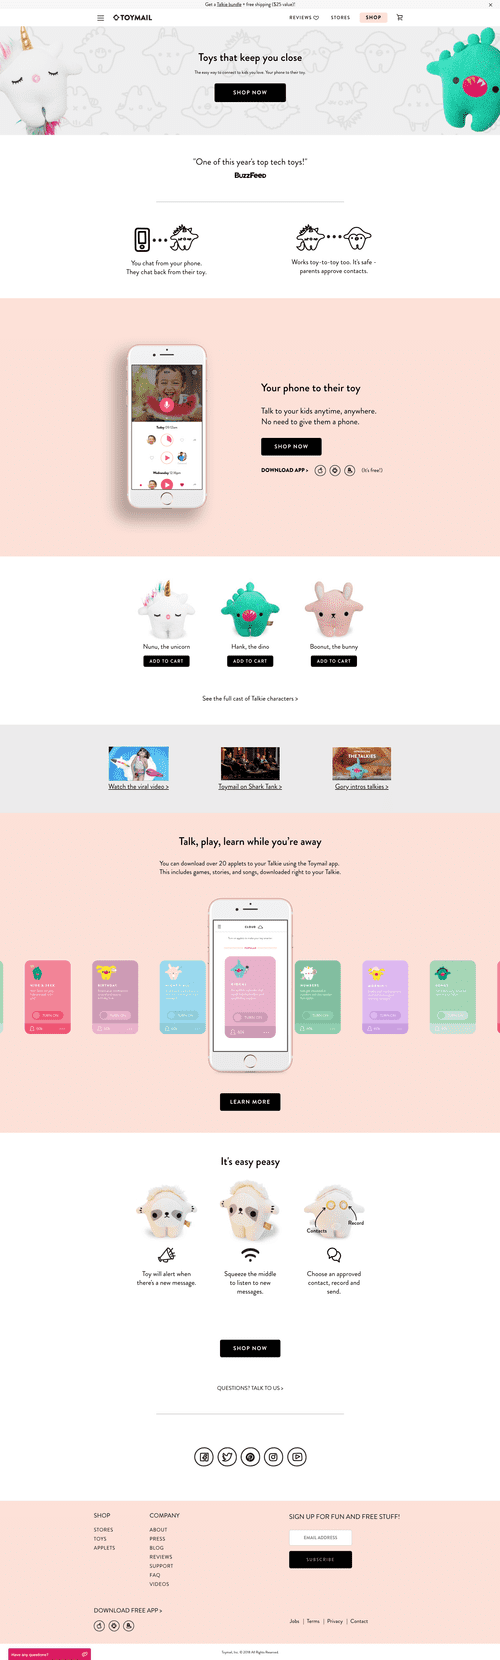 Get a Talkie bundle + free shipping ($25 value)!
TOYMAIL
REVIEWS
STORES
SHOP
Toys that keep you close
The easy way to connect to kids you love. Your phone to their toy.
SHOP NOW
"One of this year's top tech toys!"
BuzzFeed
You chat from your phone.
They chat back from their toy.
Works toy-to-toy too. It's safe -
parents approve contacts.
Your phone to their toy
Talk to your kids anytime, anywhere.
No need to give them a phone.
SHOP NOW
DOWNLOAD APP >
(It's free!)
Nunu, the unicorn
Hank, the dino
Boonut, the bunny
ADD TO CART
ADD TO CART
ADD TO CART
See the full cast of Talkie characters >
THE TALKIES
Watch the viral video >
Toymail on Shark Tank >
Gory intros talkies >
Talk, play, learn while you're away
You can download over 20 applets to your Talkie using the Toymail app.
This includes games, stories, and songs, downloaded right to your Talkie.
LEARN MORE
It's easy peasy
Contacts
Record
Toy will alert when
there's a new message.
Squeeze the middle
to listen to new
messages.
Choose an approved
contact, record and
send.
SHOP NOW
QUESTIONS? TALK TO US >
SHOP
STORES
TOYS
APPLETS
COMPANY
ABOUT
PRESS
BLOG
REVIEWS
SUPPORT
FAQ
VIDEOS
SIGN UP FOR FUN AND FREE STUFF!
EMAIL ADDRESS
SUBSCRIBE
DOWNLOAD FREE APP >
Jobs | Terms | Privacy | Contact
Toymail, Inc. © 2018 All Rights Reserved
Have any questions?